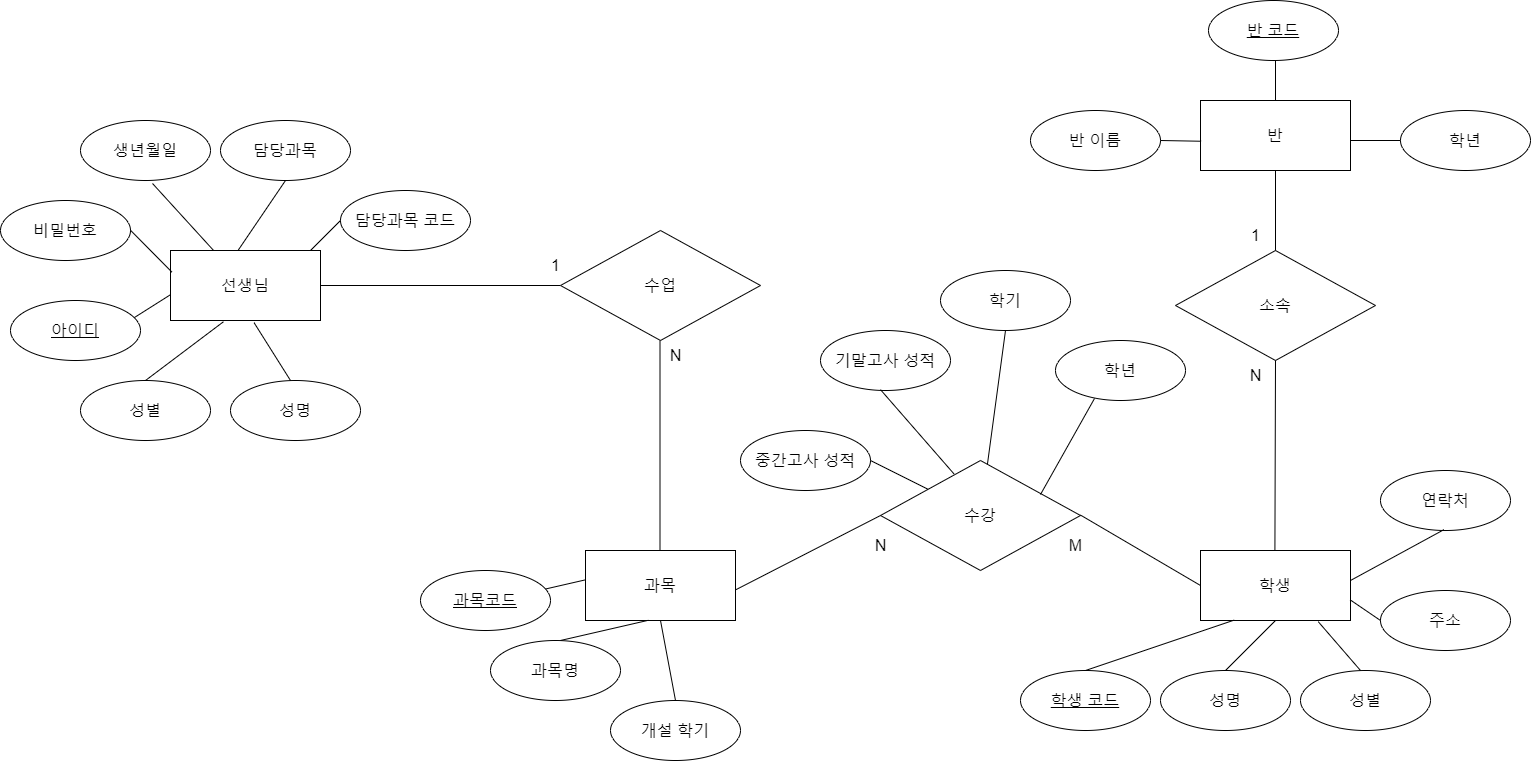 반 코드
반 이름
반
학년
생년월일
담당과목
담당과목 코드
비밀번호
선생님
아이디
성별
성명
1
수업
N
1
소속
N
학기
기말고사 성적
학년
중간고사 성적
수강
N
M
과목
과목코드
과목명
개설 학기
학생
연락처
주소
학생 코드
성명
성별